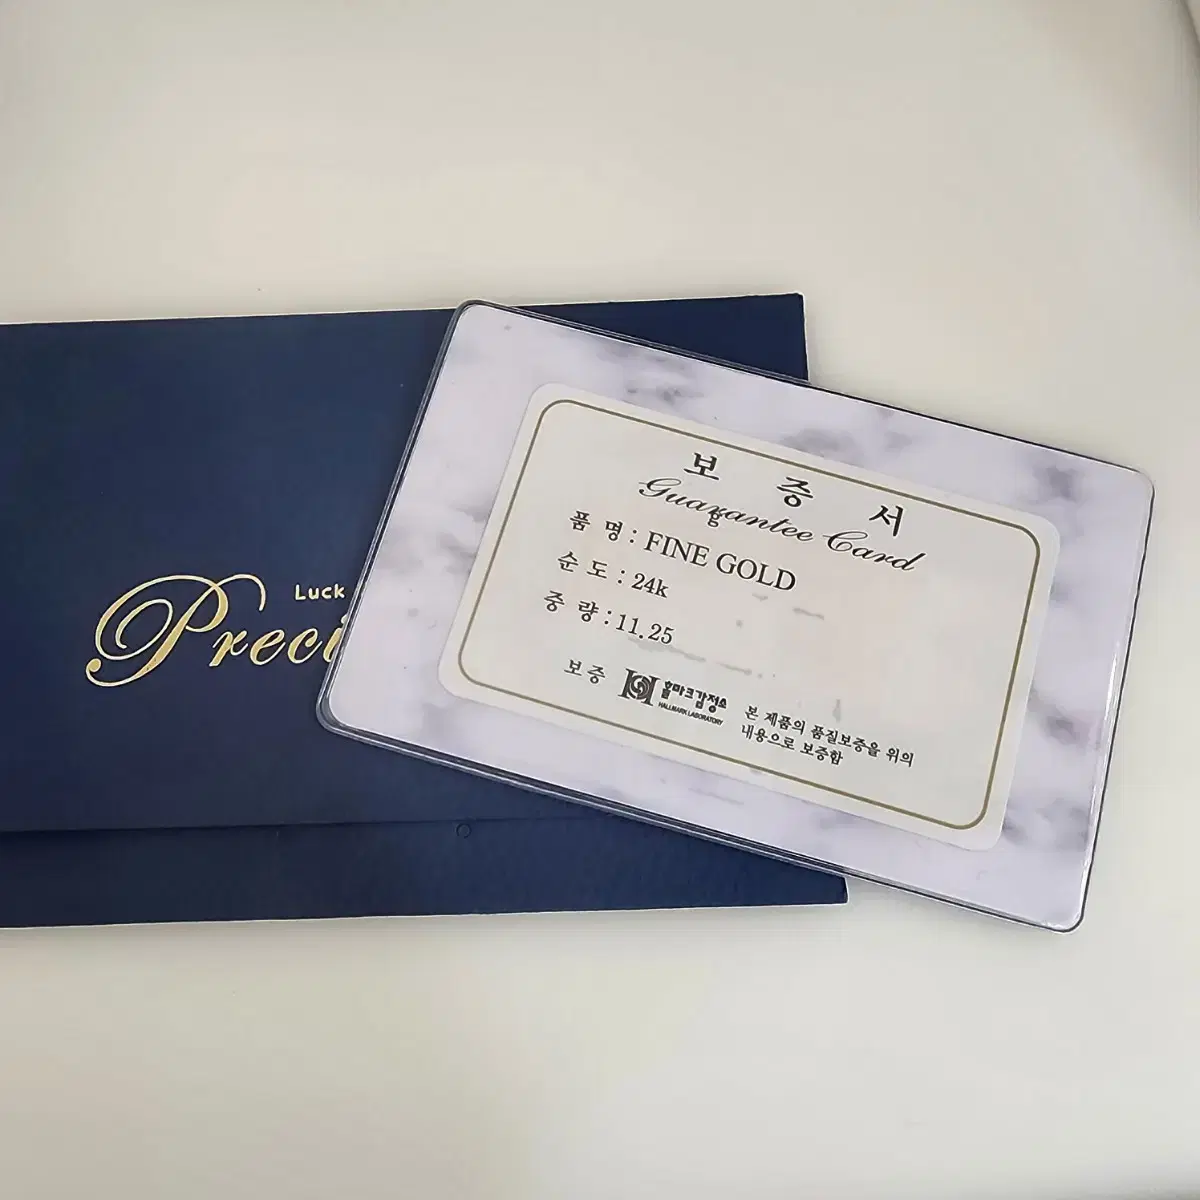 Luck
Preci
보 증 서
Guarantee Card
품 명 : FINE GOLD
순 도 : 24k
중 량 : 11.25
g
보증
홀마크감정소
HALLMARK LABORATORY
본 제품의 품질보증을 위의
내용으로 보증함